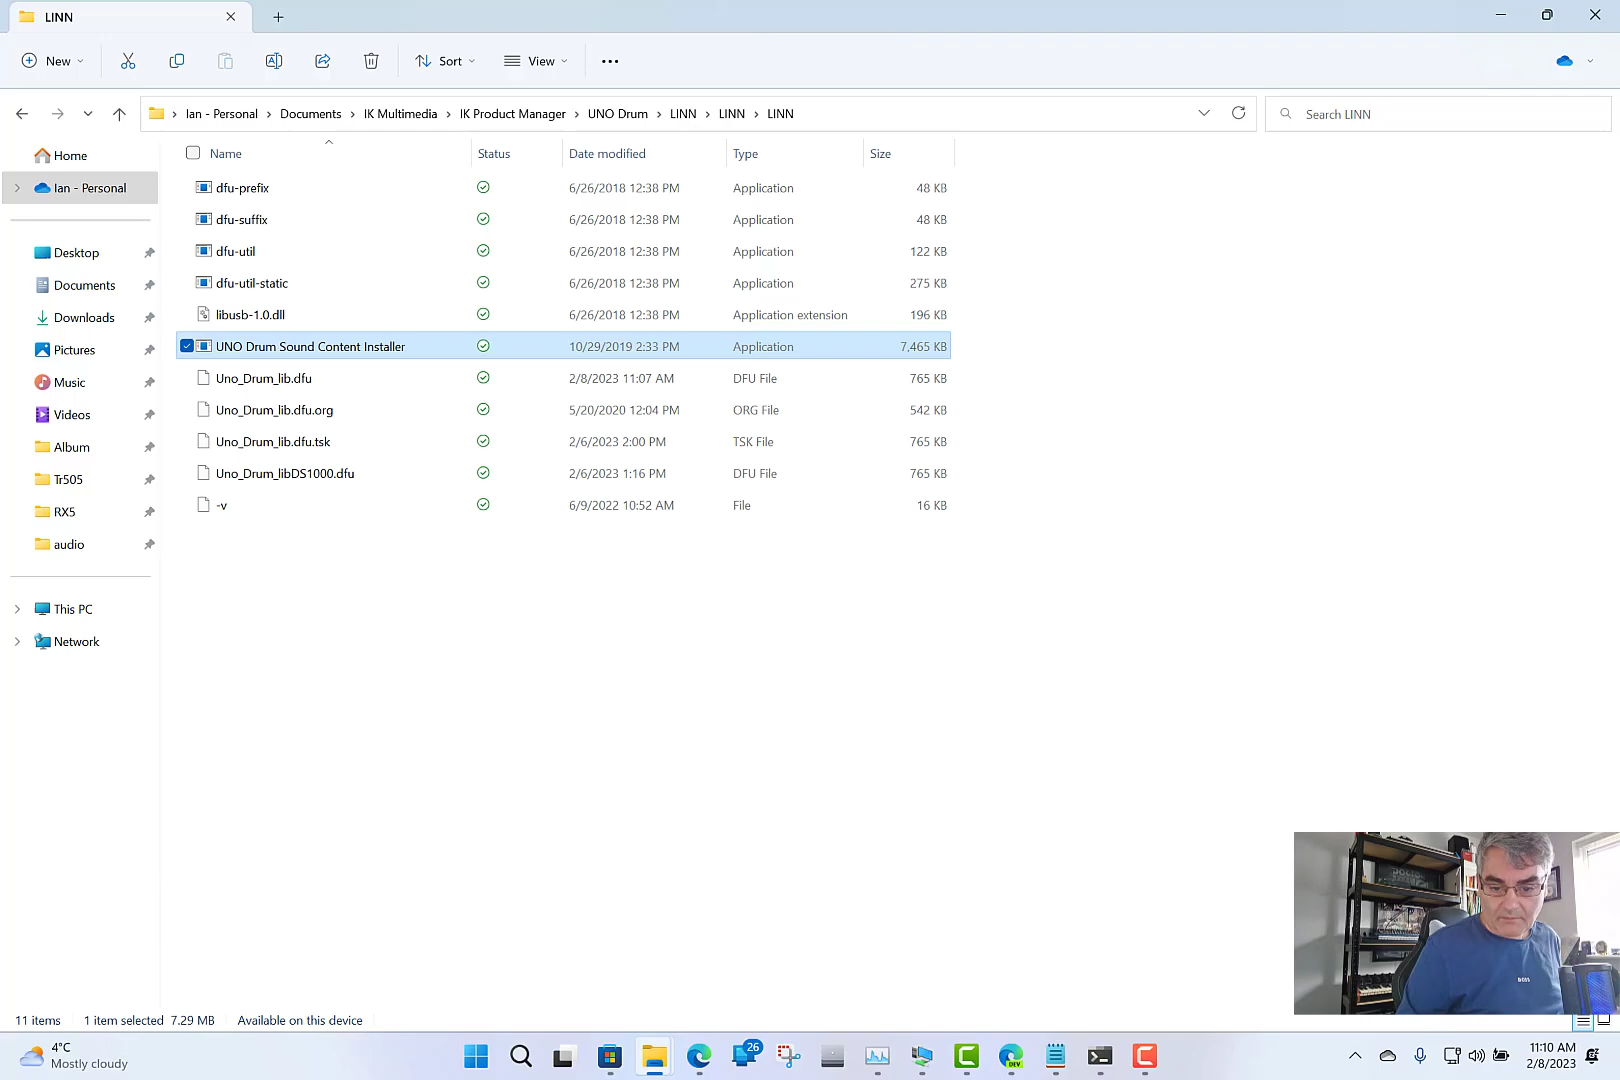 LINN
New
Sort
View
Ian - Personal > Documents > IK Multimedia > IK Product Manager > UNO Drum > LINN > LINN > LINN
Search LINN
Home
Ian - Personal
Desktop
Documents
Downloads
Pictures
Music
Videos
Album
Tr505
RX5
audio
This PC
Network
Name Status Date modified Type Size
dfu-prefix 6/26/2018 12:38 PM Application 48 KB
dfu-suffix 6/26/2018 12:38 PM Application 48 KB
dfu-util 6/26/2018 12:38 PM Application 122 KB
dfu-util-static 6/26/2018 12:38 PM Application 275 KB
libusb-1.0.dll 6/26/2018 12:38 PM Application extension 196 KB
UNO Drum Sound Content Installer 10/29/2019 2:33 PM Application 7,465 KB
Uno_Drum_lib.dfu 2/8/2023 11:07 AM DFU File 765 KB
Uno_Drum_lib.dfu.org 5/20/2020 12:04 PM ORG File 542 KB
Uno_Drum_lib.dfu.tsk 2/6/2023 2:00 PM TSK File 765 KB
Uno_Drum_libDS1000.dfu 2/6/2023 1:16 PM DFU File 765 KB
-v 6/9/2022 10:52 AM File 16 KB
DOCTOR
BOSS
11 items 1 item selected 7.29 MB Available on this device
4°C
Mostly cloudy
26
DEV
11:10 AM
2/8/2023